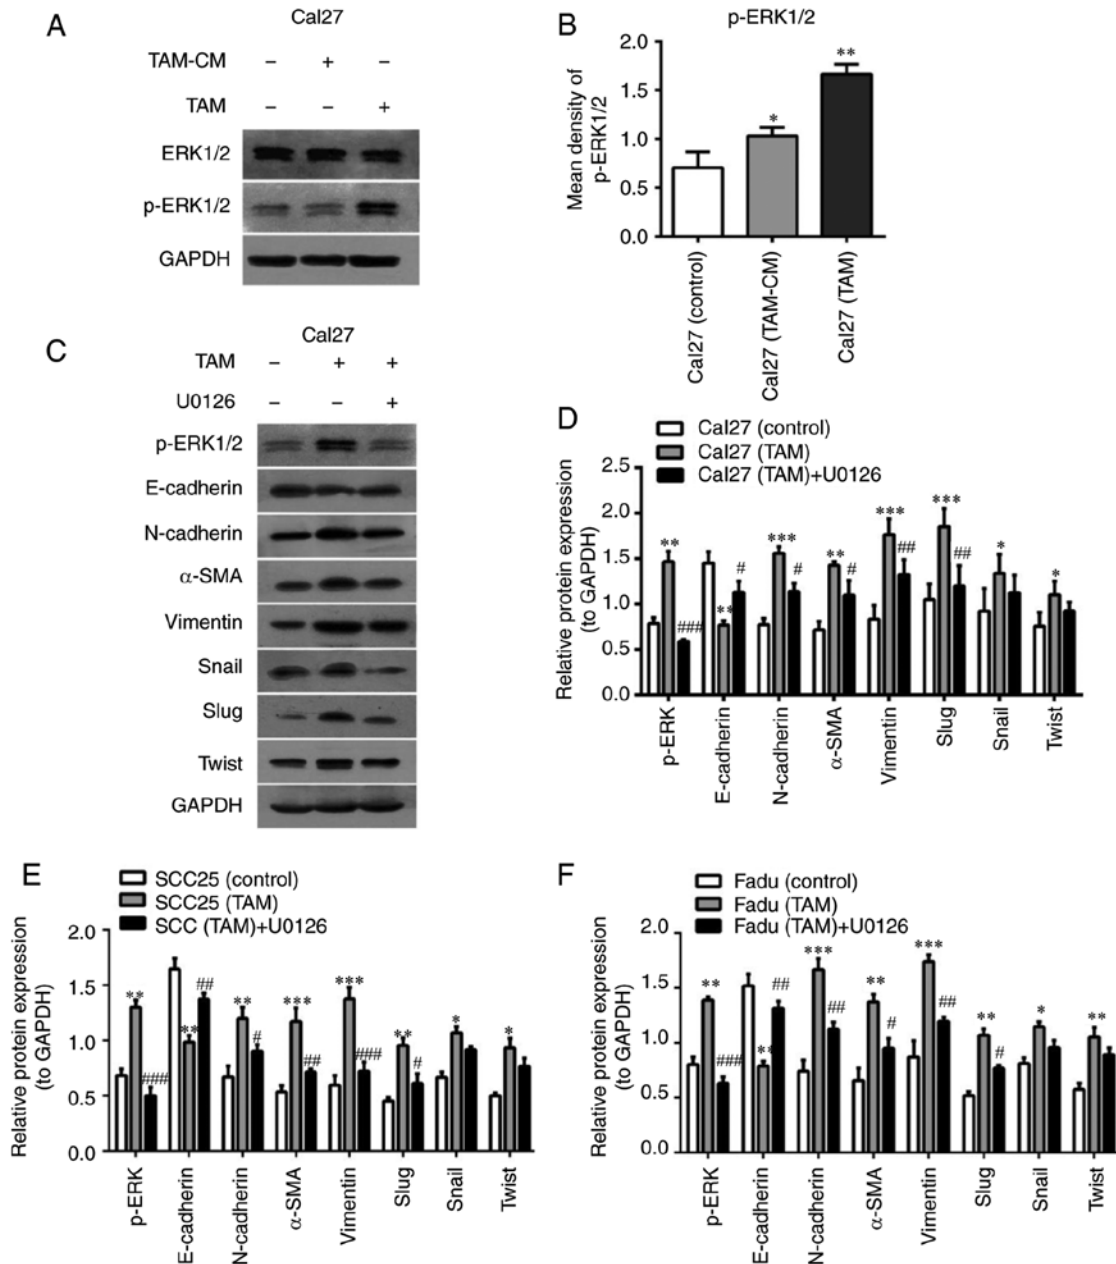 A
Cal27
TAM-CM − + −
TAM − − +
ERK1/2
p-ERK1/2
GAPDH
B
p-ERK1/2
Mean density of
p-ERK1/2
2.0
1.5
1.0
0.5
0.0
*
**
Cal27 (control)
Cal27 (TAM-CM)
Cal27 (TAM)
C
Cal27
TAM − + +
U0126 − − +
p-ERK1/2
E-cadherin
N-cadherin
α-SMA
Vimentin
Snail
Slug
Twist
GAPDH
D
Cal27 (control)
Cal27 (TAM)
Cal27 (TAM)+U0126
Relative protein expression
(to GAPDH)
2.5
2.0
1.5
1.0
0.5
0.0
** ### ** # *** # ** # *** ## *** ## * *
p-ERK
E-cadherin
N-cadherin
α-SMA
Vimentin
Slug
Snail
Twist
E
SCC25 (control)
SCC25 (TAM)
SCC (TAM)+U0126
Relative protein expression
(to GAPDH)
2.0
1.5
1.0
0.5
1.0
** ### ** ## ** # *** ## *** ### ** # * *
p-ERK
E-cadherin
N-cadherin
α-SMA
Vimentin
Slug
Snail
Twist
F
Fadu (control)
Fadu (TAM)
Fadu (TAM)+U0126
Relative protein expression
(to GAPDH)
2.0
1.5
1.0
0.5
0.0
** ### ** ## *** ## ** # *** ## ** # * **
p-ERK
E-cadherin
N-cadherin
α-SMA
Vimentin
Slug
Snail
Twist